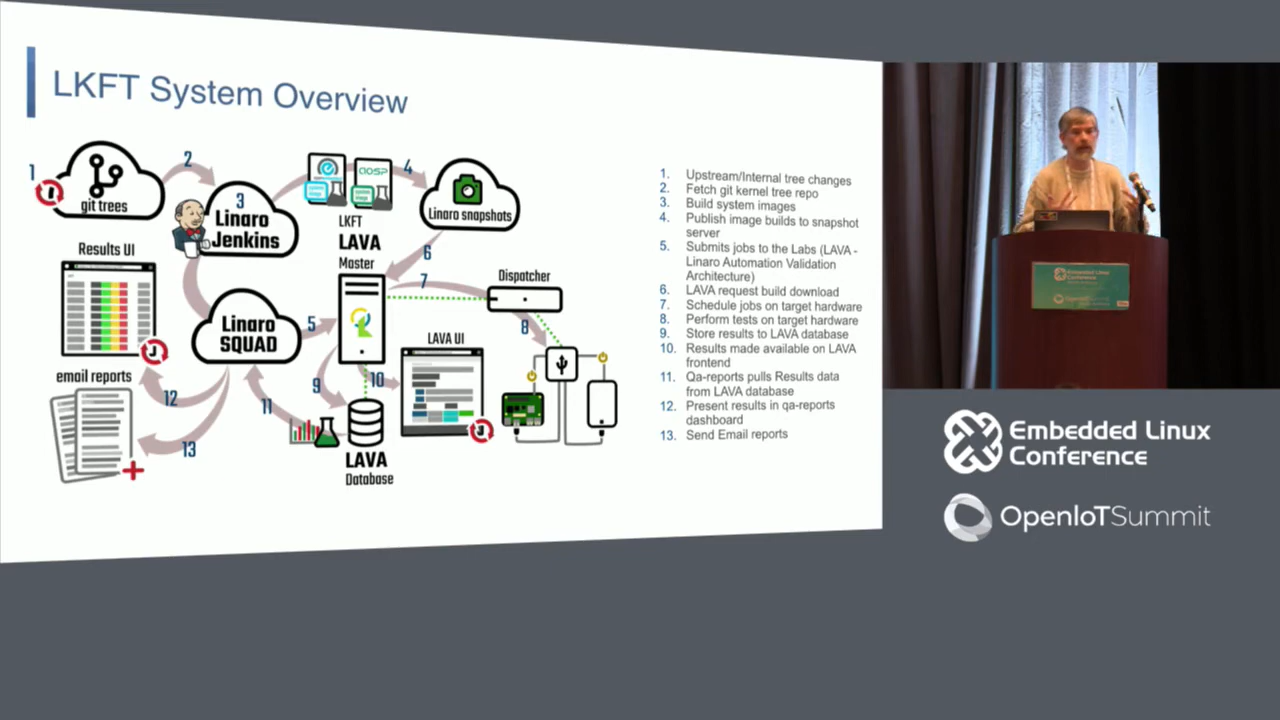 LKFT System Overview
1
2
3
4
git trees
Linaro
Jenkins
AOSP
LKFT
LAVA
Master
Linaro snapshots
Results UI
6
7
Dispatcher
Linaro
SQUAD
5
8
LAVA UI
email reports
9
10
11
12
13
LAVA
Database
1. Upstream/Internal tree changes
2. Fetch git kernel tree repo
3. Build system images
4. Publish image builds to snapshot
server
5. Submits jobs to the Labs (LAVA -
Linaro Automation Validation
Architecture)
6. LAVA request build download
7. Schedule jobs on target hardware
8. Perform tests on target hardware
9. Store results to LAVA database
10. Results made available on LAVA
frontend
11. Qa-reports pulls Results data
from LAVA database
12. Present results in qa-reports
dashboard
13. Send Email reports
Embedded Linux
Conference
OpenIoTSummit
Embedded Linux
Conference
OpenIoTSummit